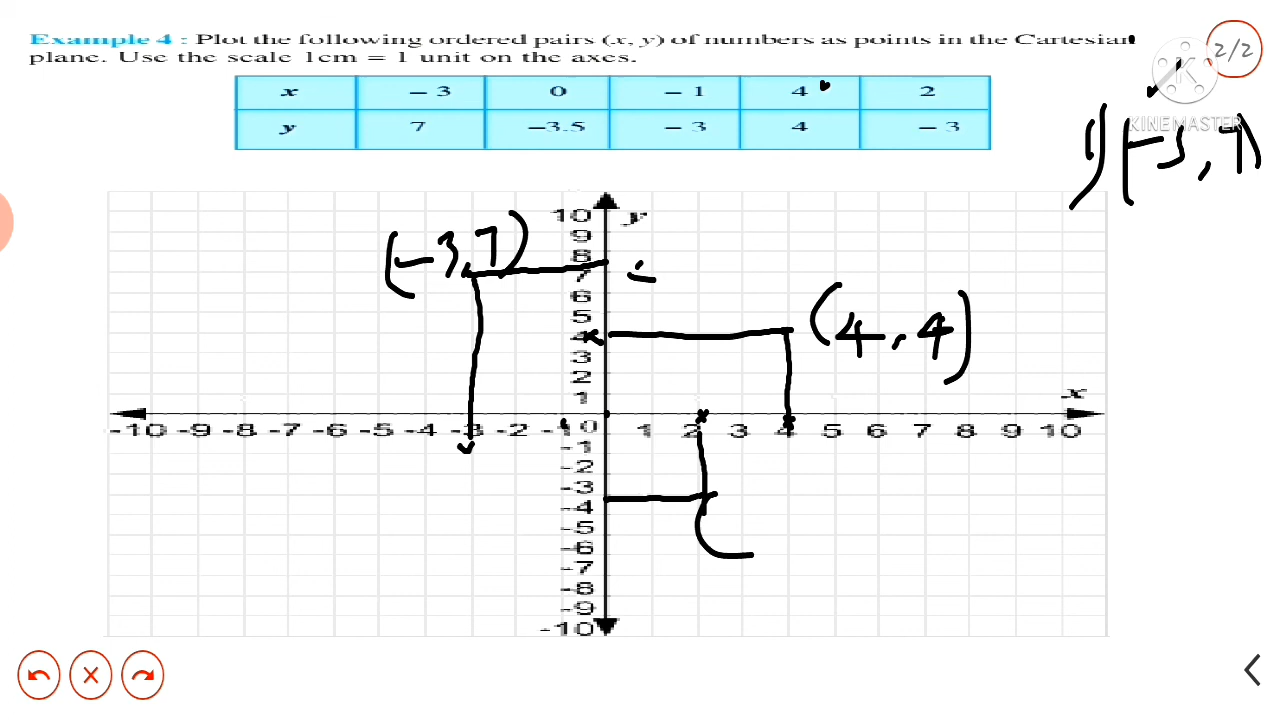 Example 4 : Plot the following ordered pairs (x, y) of numbers as points in the Cartesian
plane. Use the scale 1cm = 1 unit on the axes.
2/2
KINEMASTER
x – 3 0 – 1 4 2
y 7 –3.5 – 3 4 – 3
1) (-3, 7)
y
10
9
8
7
6
5
4
3
2
1
(-3, 7)
(4, 4)
x
-10 -9 -8 -7 -6 -5 -4 -3 -2 -1 0 1 2 3 4 5 6 7 8 9 10
-1
-2
-3
-4
-5
-6
-7
-8
-9
-10